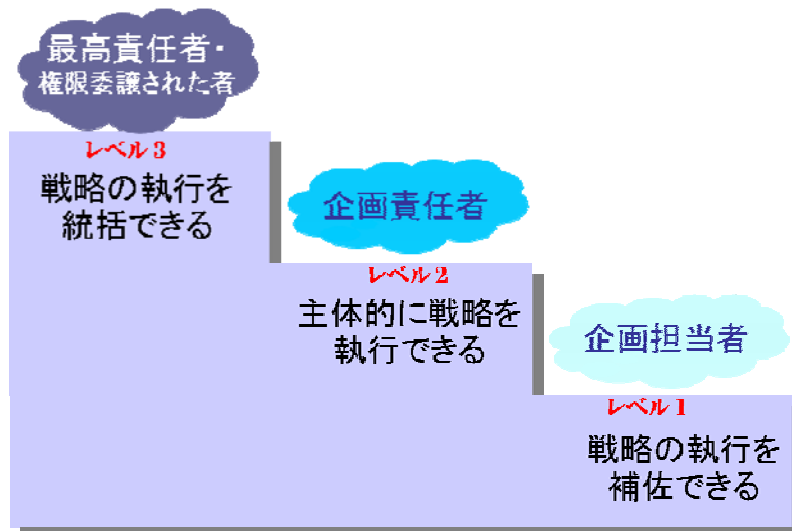 最高責任者・
権限委譲された者
レベル3
戦略の執行を
統括できる
企画責任者
レベル2
主体的に戦略を
執行できる
企画担当者
レベル1
戦略の執行を
補佐できる